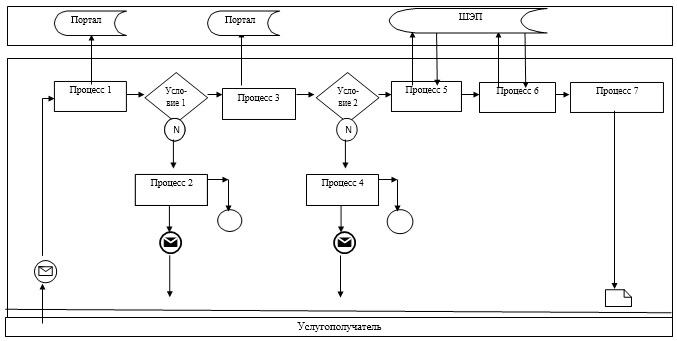 Портал
Портал
ШЭП
Процесс 1
Усло-
вие 1
Процесс 3
Усло-
вие 2
Процесс 5
Процесс 6
Процесс 7
N
N
Процесс 2
Процесс 4
Услугополучатель